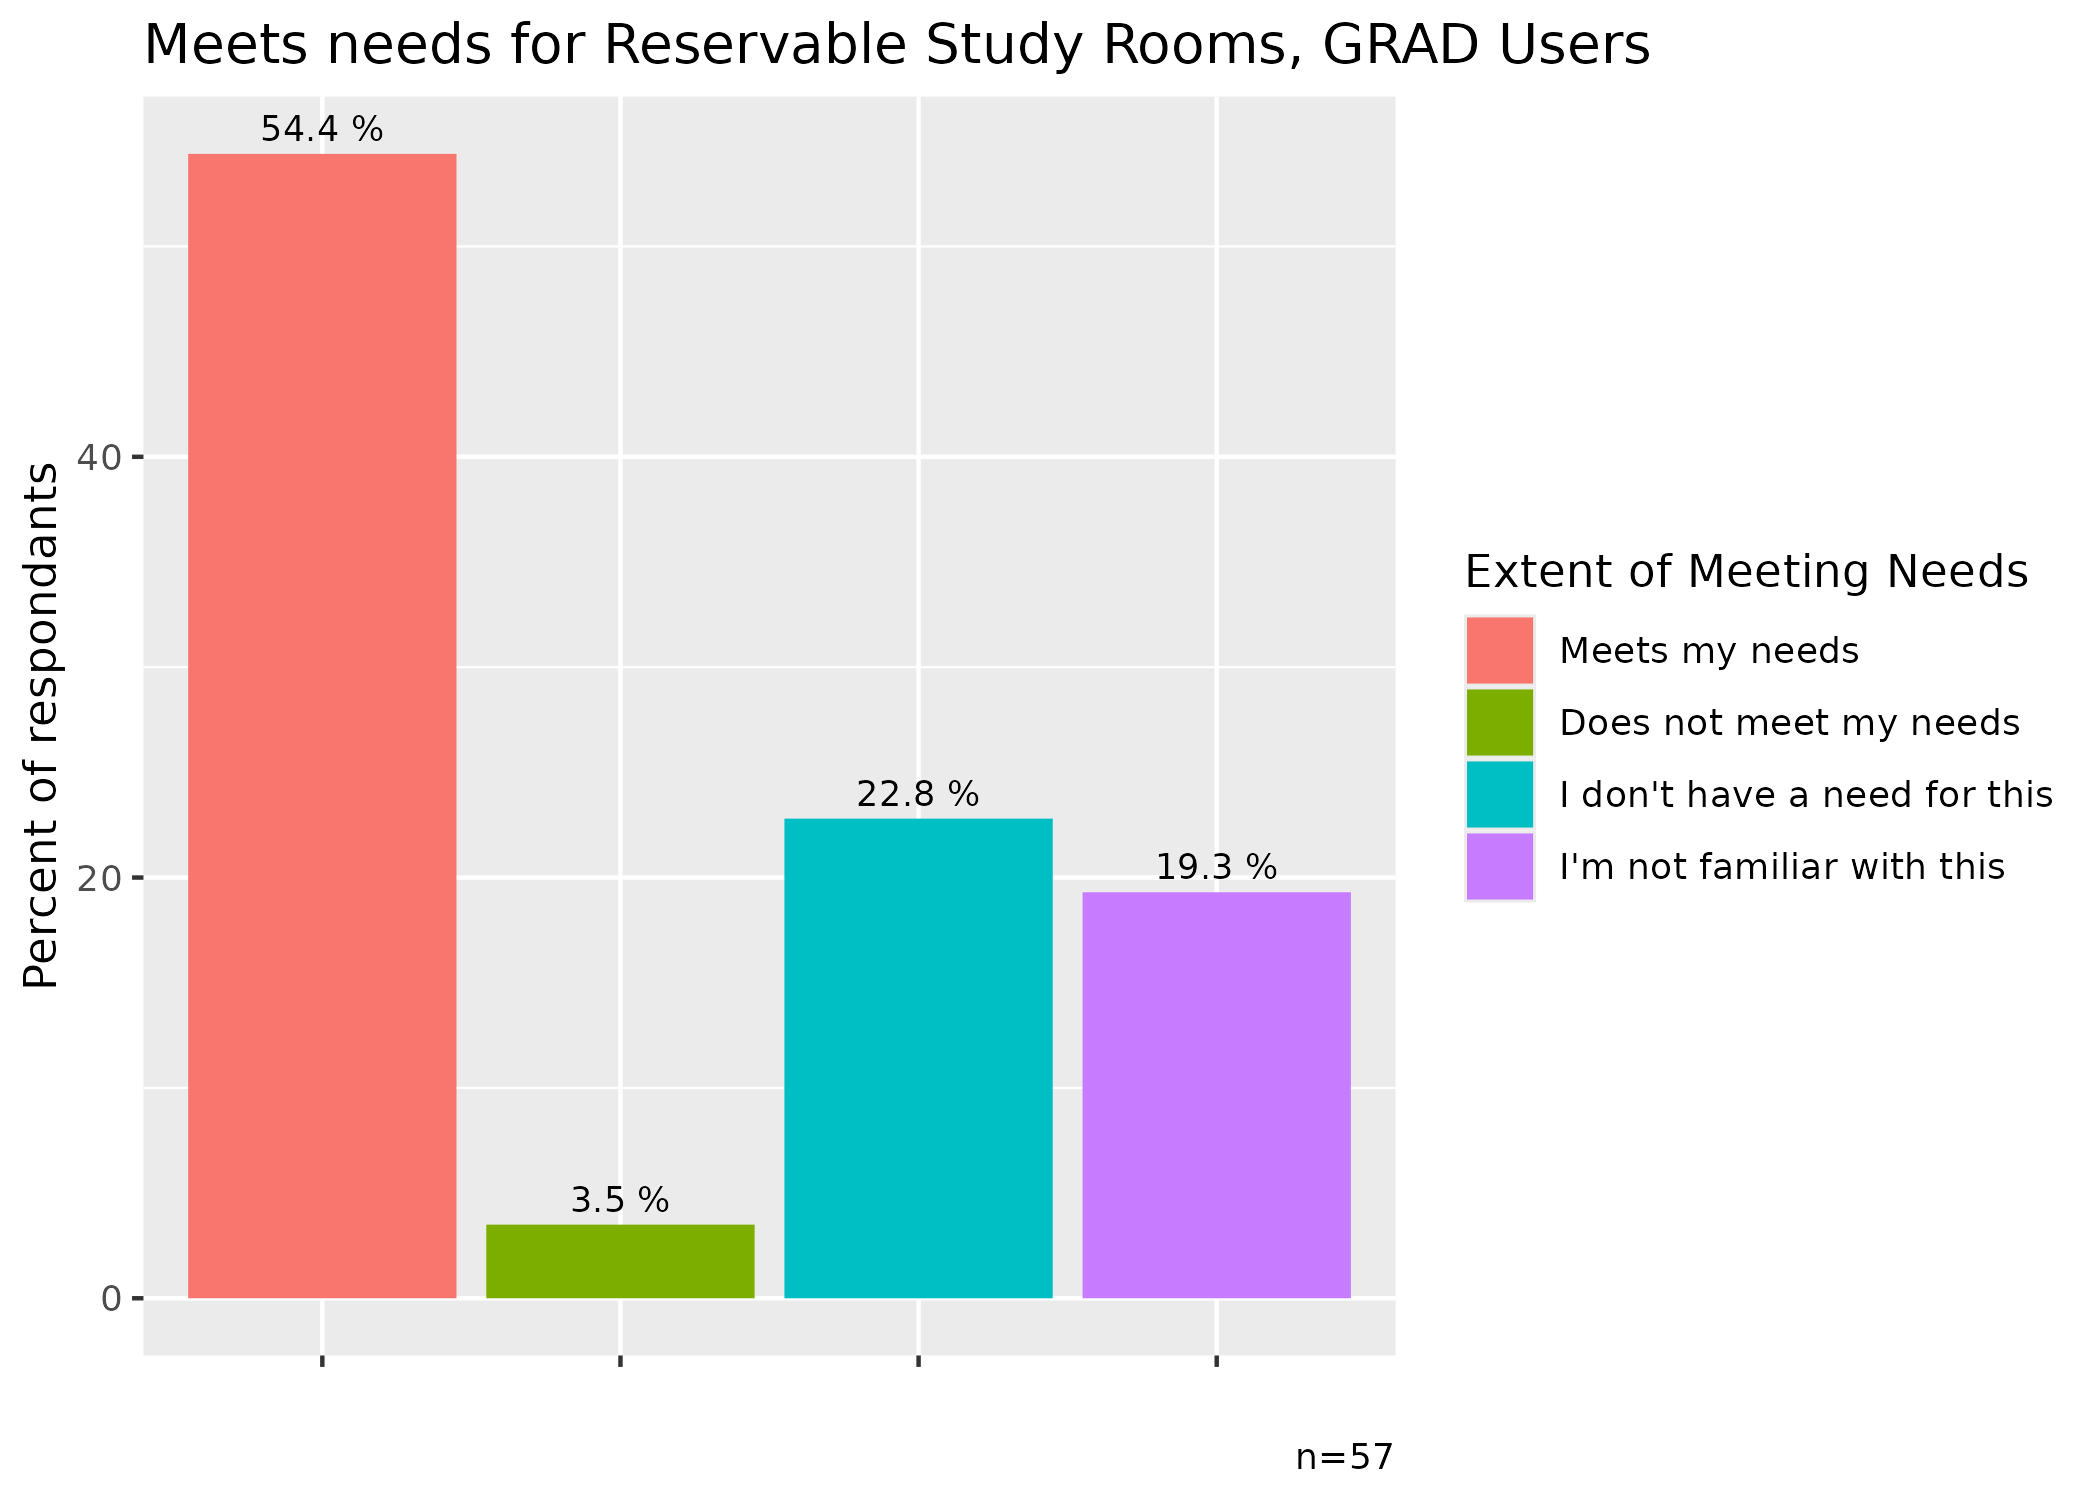 Meets needs for Reservable Study Rooms, GRAD Users
Percent of respondants
40
20
0
54.4 %
3.5 %
22.8 %
19.3 %
Extent of Meeting Needs
Meets my needs
Does not meet my needs
I don't have a need for this
I'm not familiar with this
n=57